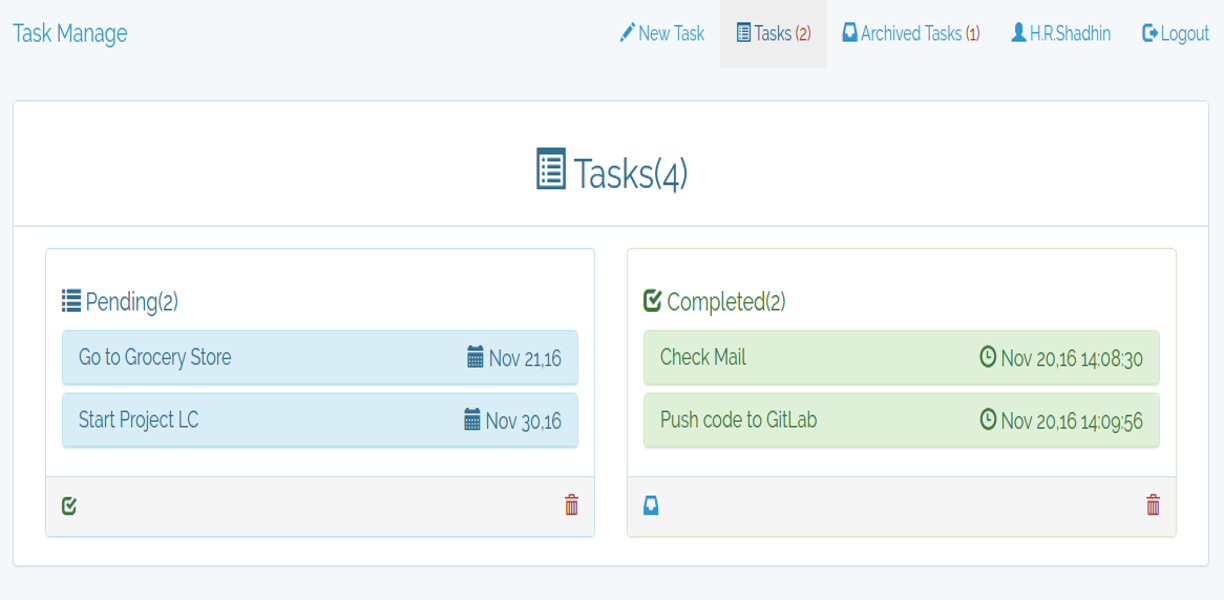 Task Manage
New Task
Tasks (2)
Archived Tasks (1)
H.R.Shadhin
Logout
Tasks(4)
Pending(2)
Go to Grocery Store
Nov 21,16
Start Project LC
Nov 30,16
Completed(2)
Check Mail
Nov 20,16 14:08:30
Push code to GitLab
Nov 20,16 14:09:56